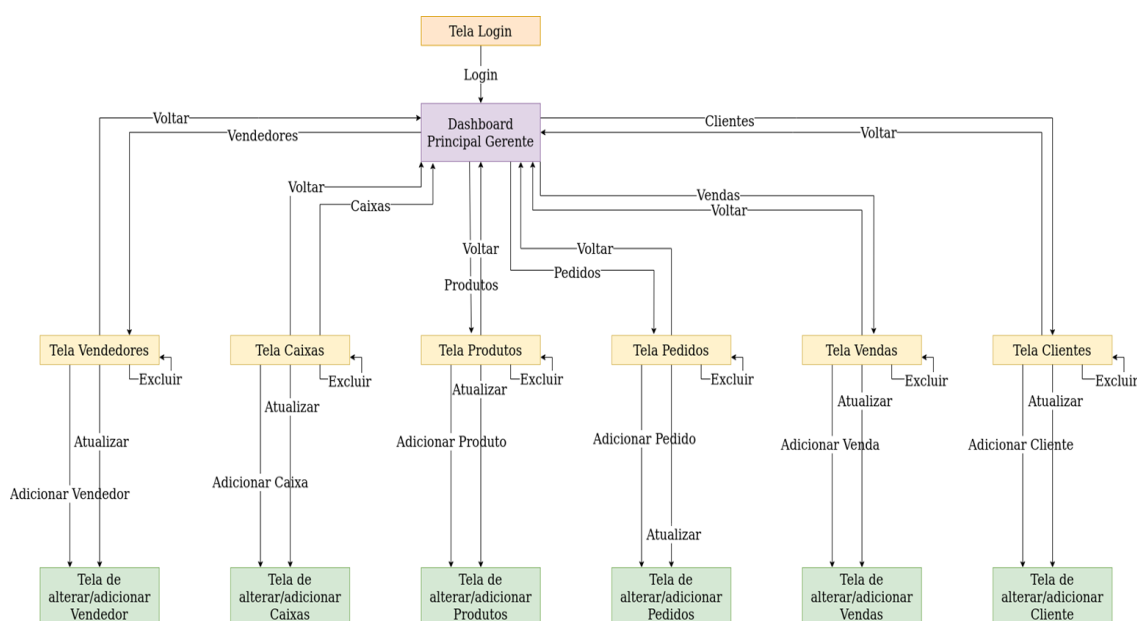 Tela Login
Login
Dashboard
Principal Gerente
Voltar
Clientes
Vendedores
Voltar
Voltar
Vendas
Caixas
Voltar
Voltar
Voltar
Pedidos
Produtos
Tela Vendedores
Tela Caixas
Tela Produtos
Tela Pedidos
Tela Vendas
Tela Clientes
Excluir
Excluir
Excluir
Excluir
Excluir
Excluir
Atualizar
Atualizar
Atualizar
Atualizar
Atualizar
Adicionar Produto
Adicionar Pedido
Adicionar Venda
Adicionar Cliente
Adicionar Caixa
Adicionar Vendedor
Atualizar
Tela de
alterar/adicionar
Vendedor
Tela de
alterar/adicionar
Caixas
Tela de
alterar/adicionar
Produtos
Tela de
alterar/adicionar
Pedidos
Tela de
alterar/adicionar
Vendas
Tela de
alterar/adicionar
Cliente